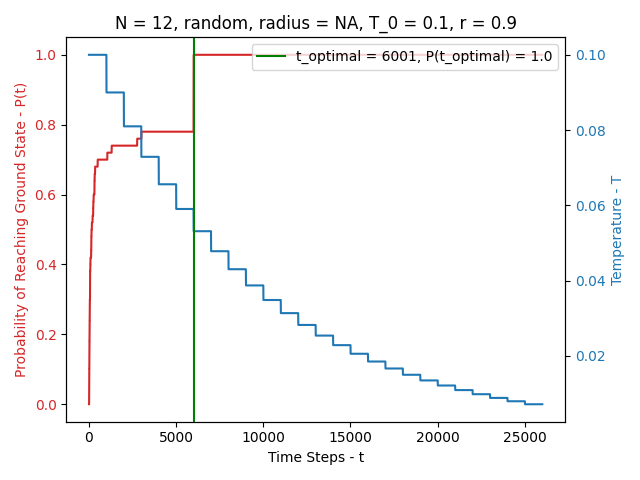 N = 12, random, radius = NA, T_0 = 0.1, r = 0.9
t_optimal = 6001, P(t_optimal) = 1.0
Probability of Reaching Ground State - P(t)
1.0
0.8
0.6
0.4
0.2
0.0
0.10
0.08
0.06
0.04
0.02
Temperature - T
0 5000 10000 15000 20000 25000
Time Steps - t